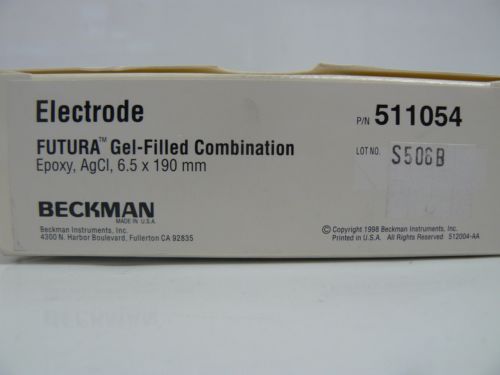 Electrode
P/N 511054
FUTURA™ Gel-Filled Combination
Epoxy, AgCl, 6.5 x 190 mm
LOT NO. S506B
BECKMAN
MADE IN U.S.A.
Beckman Instruments, Inc.
4300 N. Harbor Boulevard, Fullerton CA 92835
© Copyright 1998 Beckman Instruments, Inc.
Printed in U.S.A. All Rights Reserved 512004-AA